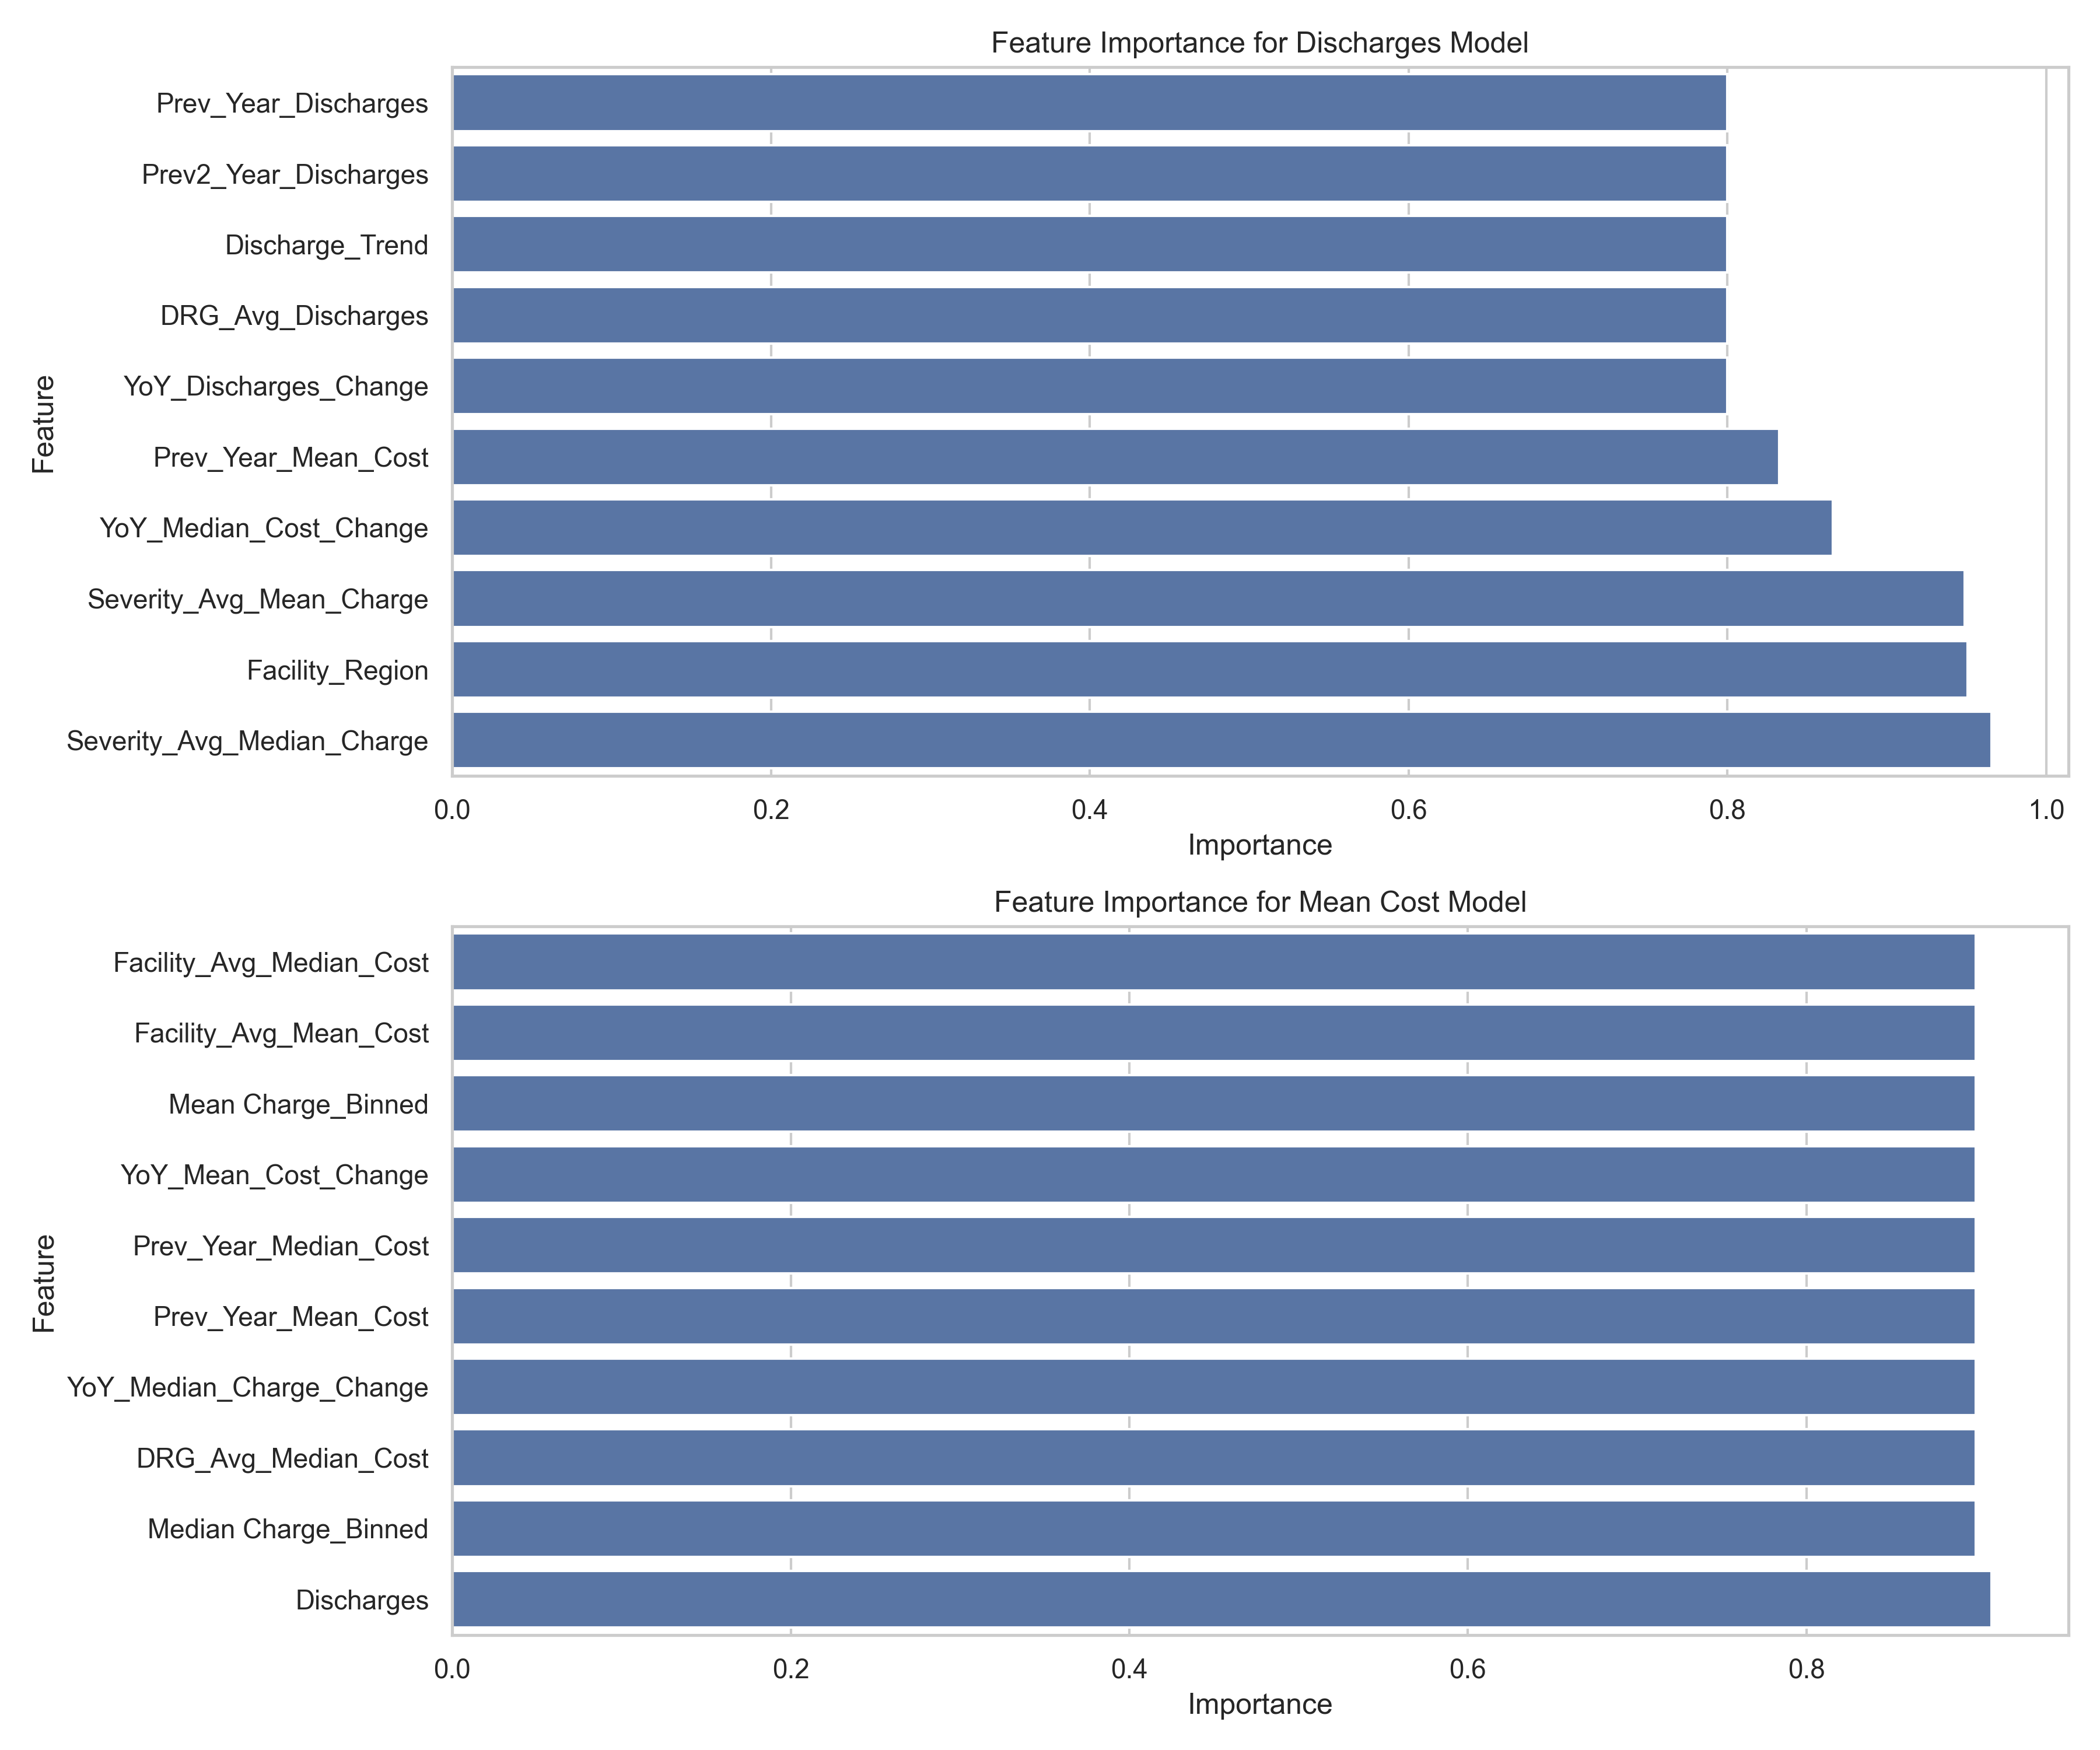 Feature Importance for Discharges Model
Feature
Prev_Year_Discharges
Prev2_Year_Discharges
Discharge_Trend
DRG_Avg_Discharges
YoY_Discharges_Change
Prev_Year_Mean_Cost
YoY_Median_Cost_Change
Severity_Avg_Mean_Charge
Facility_Region
Severity_Avg_Median_Charge
0.0 0.2 0.4 0.6 0.8 1.0
Importance
Feature Importance for Mean Cost Model
Feature
Facility_Avg_Median_Cost
Facility_Avg_Mean_Cost
Mean Charge_Binned
YoY_Mean_Cost_Change
Prev_Year_Median_Cost
Prev_Year_Mean_Cost
YoY_Median_Charge_Change
DRG_Avg_Median_Cost
Median Charge_Binned
Discharges
0.0 0.2 0.4 0.6 0.8
Importance